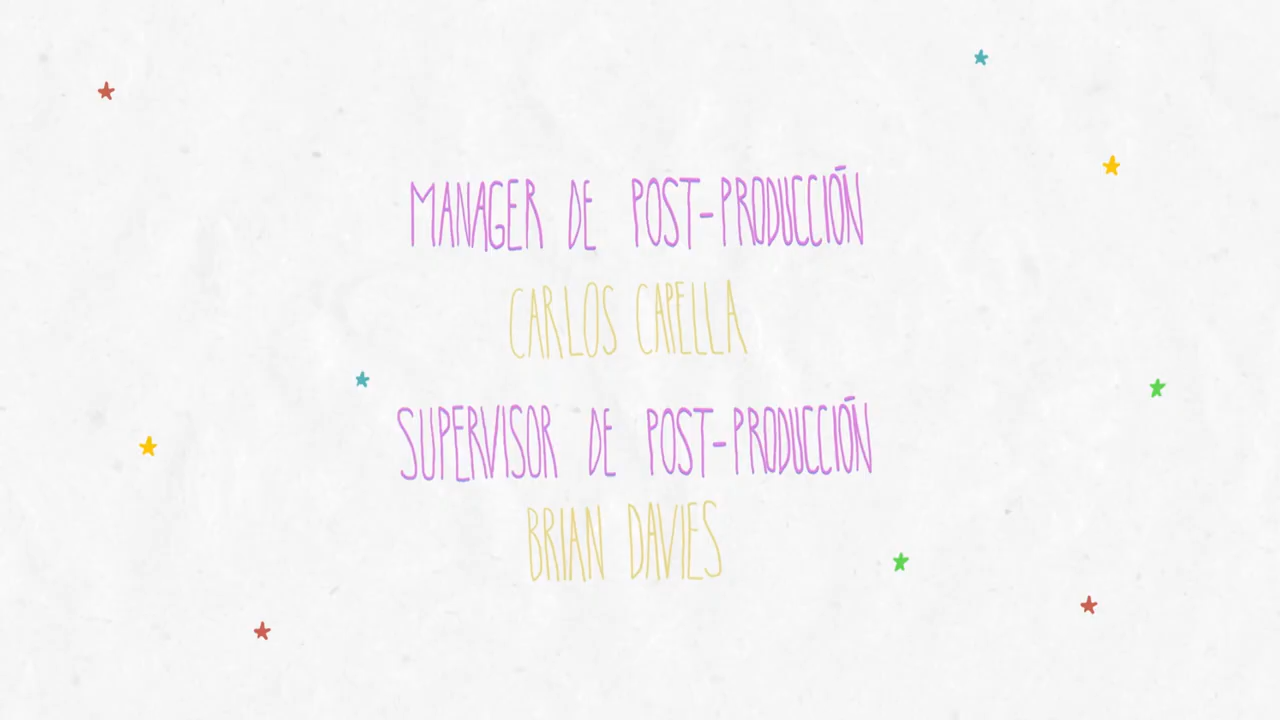 MANAGER DE POST-PRODUCCIÓN
CARLOS CAPELLA
SUPERVISOR DE POST-PRODUCCIÓN
BRIAN DAVIES